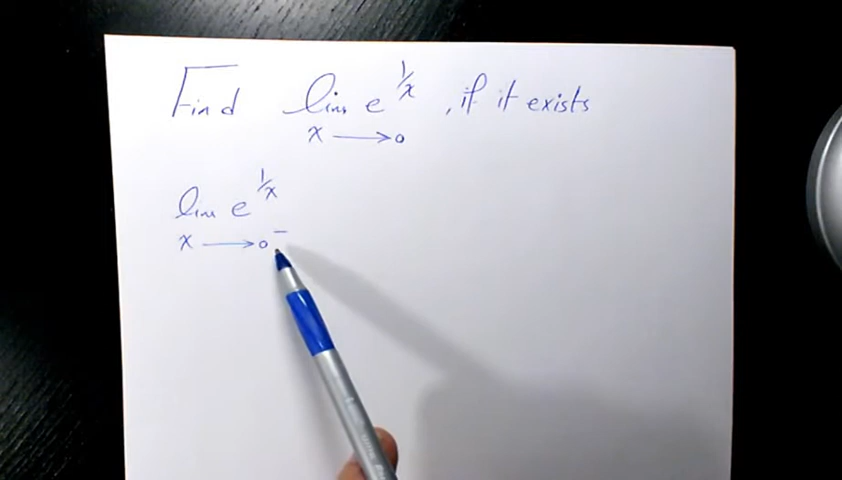 Find lim e^1/x , if it exists
x → 0
lim e^1/x
x → 0^-